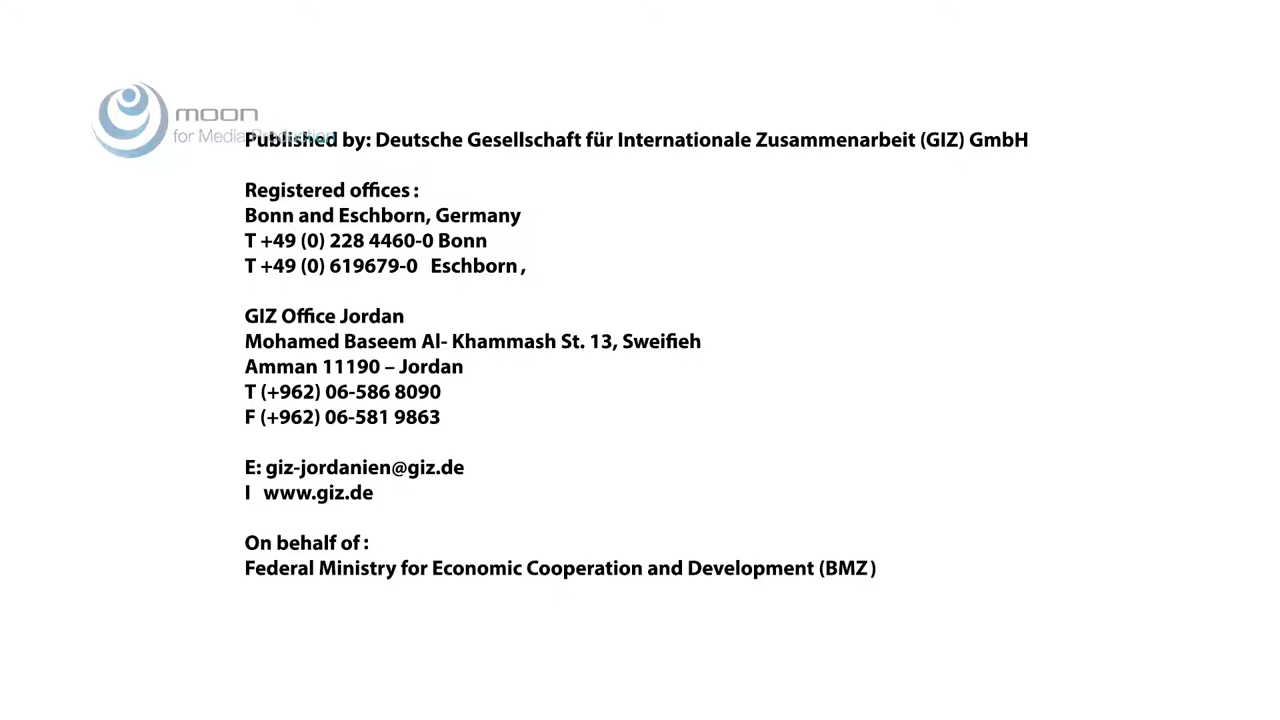 moon
for Media Production
Published by: Deutsche Gesellschaft für Internationale Zusammenarbeit (GIZ) GmbH
Registered offices :
Bonn and Eschborn, Germany
T +49 (0) 228 4460-0 Bonn
T +49 (0) 619679-0 Eschborn ,
GIZ Office Jordan
Mohamed Baseem Al- Khammash St. 13, Sweifieh
Amman 11190 – Jordan
T (+962) 06-586 8090
F (+962) 06-581 9863
E: giz-jordanien@giz.de
I www.giz.de
On behalf of :
Federal Ministry for Economic Cooperation and Development (BMZ )